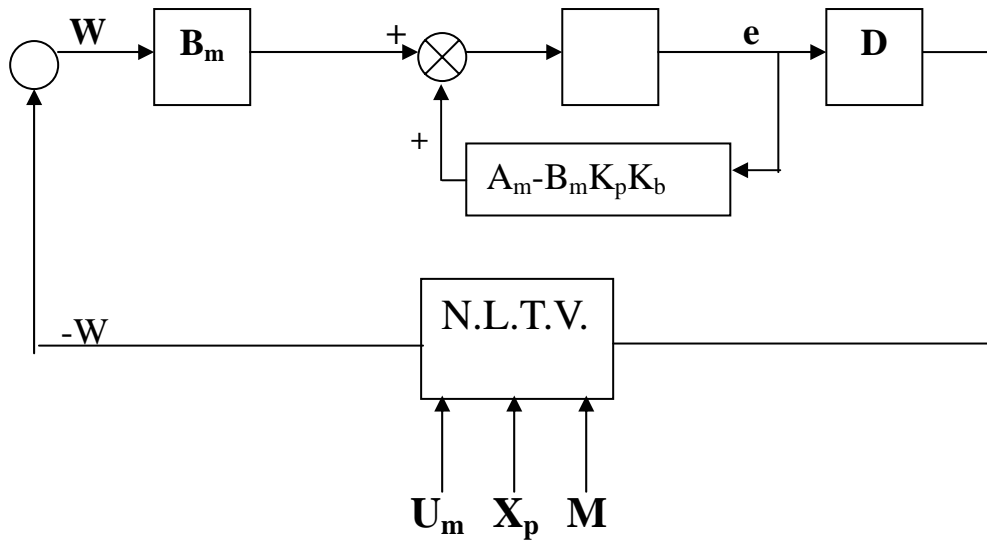 W
B_m
+
e
D
+
A_m-B_mK_pK_b
N.L.T.V.
-W
U_m X_p M